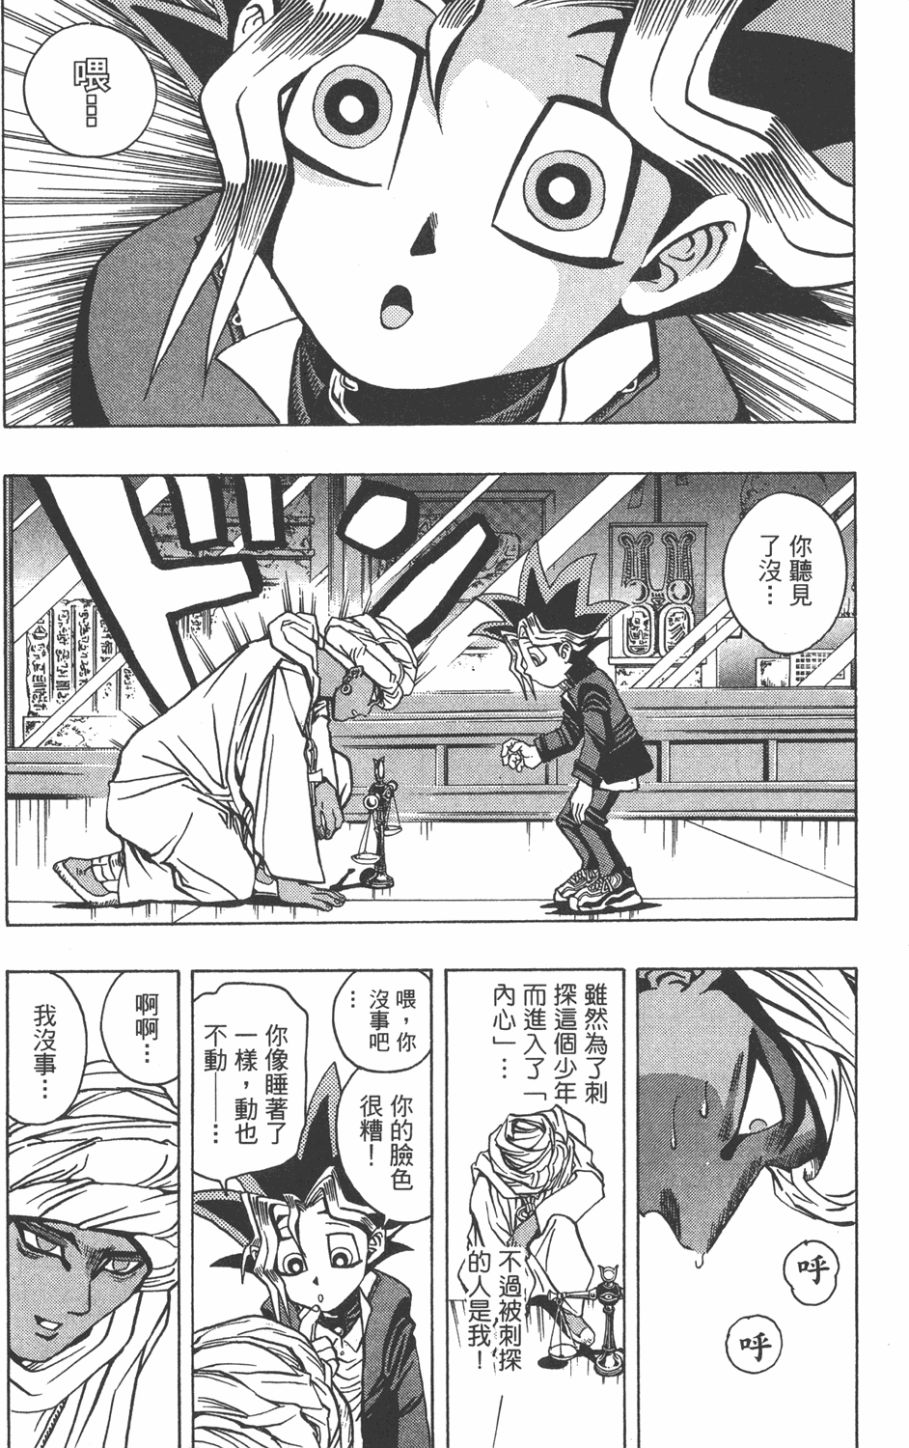 喂…
ドン
你聽見
了沒…
呼
呼
雖然為了刺
探這個少年
而進入了「
內心」…
不過被刺探
的人是我！
喂，你
沒事吧
…
你的臉色
很糟！
你像睡著了
一樣，動也
不動——…
啊啊…
我沒事…